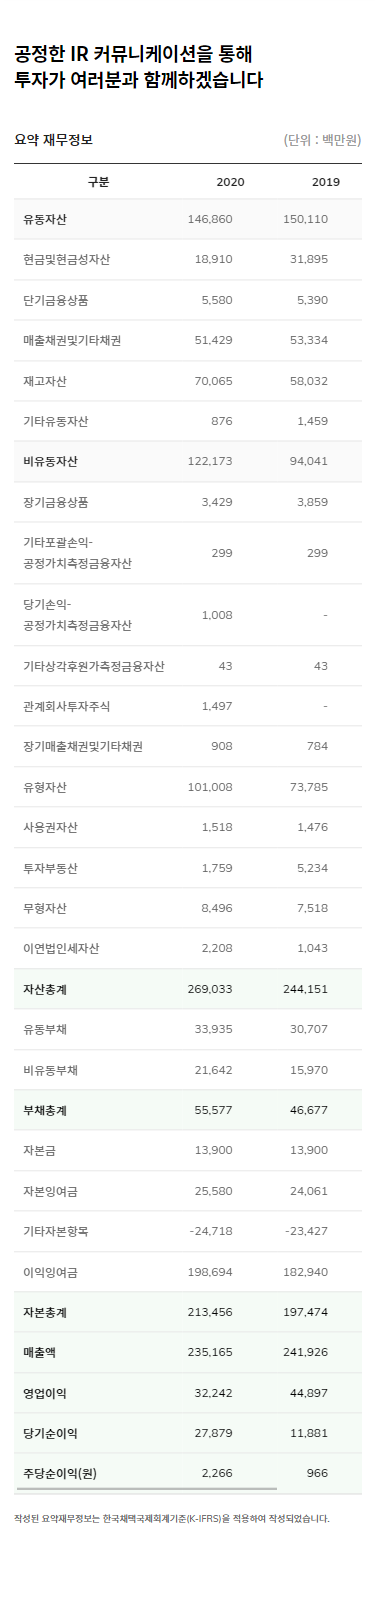 공정한 IR 커뮤니케이션을 통해
투자가 여러분과 함께하겠습니다
요약 재무정보 (단위 : 백만원)
구분 2020 2019
유동자산 146,860 150,110
현금및현금성자산 18,910 31,895
단기금융상품 5,580 5,390
매출채권및기타채권 51,429 53,334
재고자산 70,065 58,032
기타유동자산 876 1,459
비유동자산 122,173 94,041
장기금융상품 3,429 3,859
기타포괄손익-
공정가치측정금융자산 299 299
당기손익-
공정가치측정금융자산 1,008 -
기타상각후원가측정금융자산 43 43
관계회사투자주식 1,497 -
장기매출채권및기타채권 908 784
유형자산 101,008 73,785
사용권자산 1,518 1,476
투자부동산 1,759 5,234
무형자산 8,496 7,518
이연법인세자산 2,208 1,043
자산총계 269,033 244,151
유동부채 33,935 30,707
비유동부채 21,642 15,970
부채총계 55,577 46,677
자본금 13,900 13,900
자본잉여금 25,580 24,061
기타자본항목 -24,718 -23,427
이익잉여금 198,694 182,940
자본총계 213,456 197,474
매출액 235,165 241,926
영업이익 32,242 44,897
당기순이익 27,879 11,881
주당순이익(원) 2,266 966
작성된 요약재무정보는 한국채택국제회계기준(K-IFRS)을 적용하여 작성되었습니다.